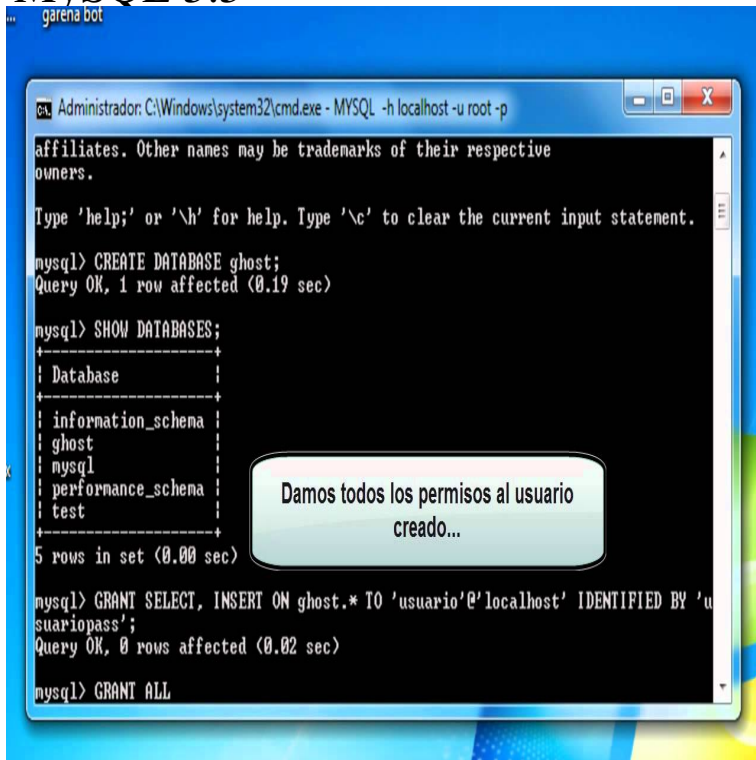 ... garena bot
Administrador: C:\Windows\system32\cmd.exe - MYSQL -h localhost -u root -p
affiliates. Other names may be trademarks of their respective
owners.
Type 'help;' or '\h' for help. Type '\c' to clear the current input statement.
mysql> CREATE DATABASE ghost;
Query OK, 1 row affected (0.19 sec)
mysql> SHOW DATABASES;
+--------------------+
| Database           |
+--------------------+
| information_schema |
| ghost              |
| mysql              |
| performance_schema |
| test               |
+--------------------+
5 rows in set (0.00 sec)
Damos todos los permisos al usuario
creado...
mysql> GRANT SELECT, INSERT ON ghost.* TO 'usuario'@'localhost' IDENTIFIED BY 'u
suariopass';
Query OK, 0 rows affected (0.02 sec)
mysql> GRANT ALL